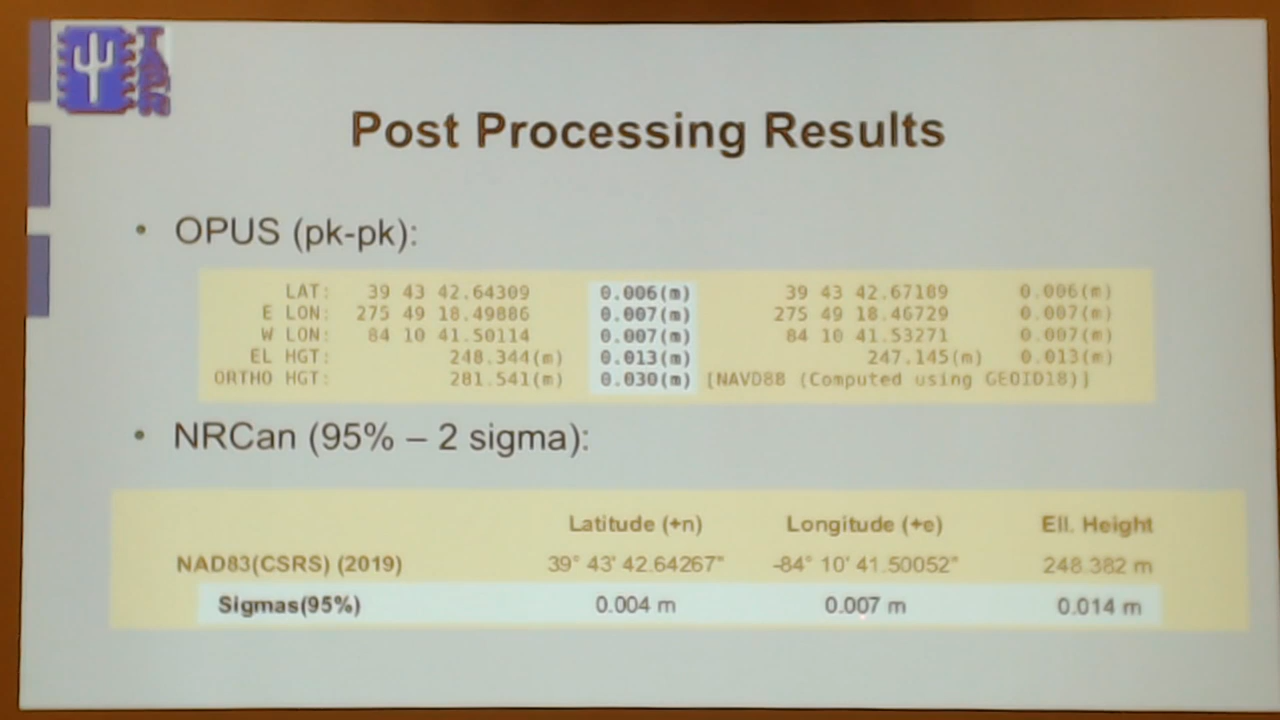 TAPR
Post Processing Results
• OPUS (pk-pk):
LAT: 39 43 42.64309 0.006(m) 39 43 42.67189 0.006(m)
E LON: 275 49 18.49886 0.007(m) 275 49 18.46729 0.007(m)
W LON: 84 10 41.50114 0.007(m) 84 10 41.53271 0.007(m)
EL HGT: 248.344(m) 0.013(m) 247.145(m) 0.013(m)
ORTHO HGT: 281.541(m) 0.030(m) [NAVD88 (Computed using GEOID18)]
• NRCan (95% – 2 sigma):
Latitude (+n) Longitude (+e) Ell. Height
NAD83(CSRS) (2019) 39° 43' 42.64267" -84° 10' 41.50052" 248.382 m
Sigmas(95%) 0.004 m 0.007 m 0.014 m